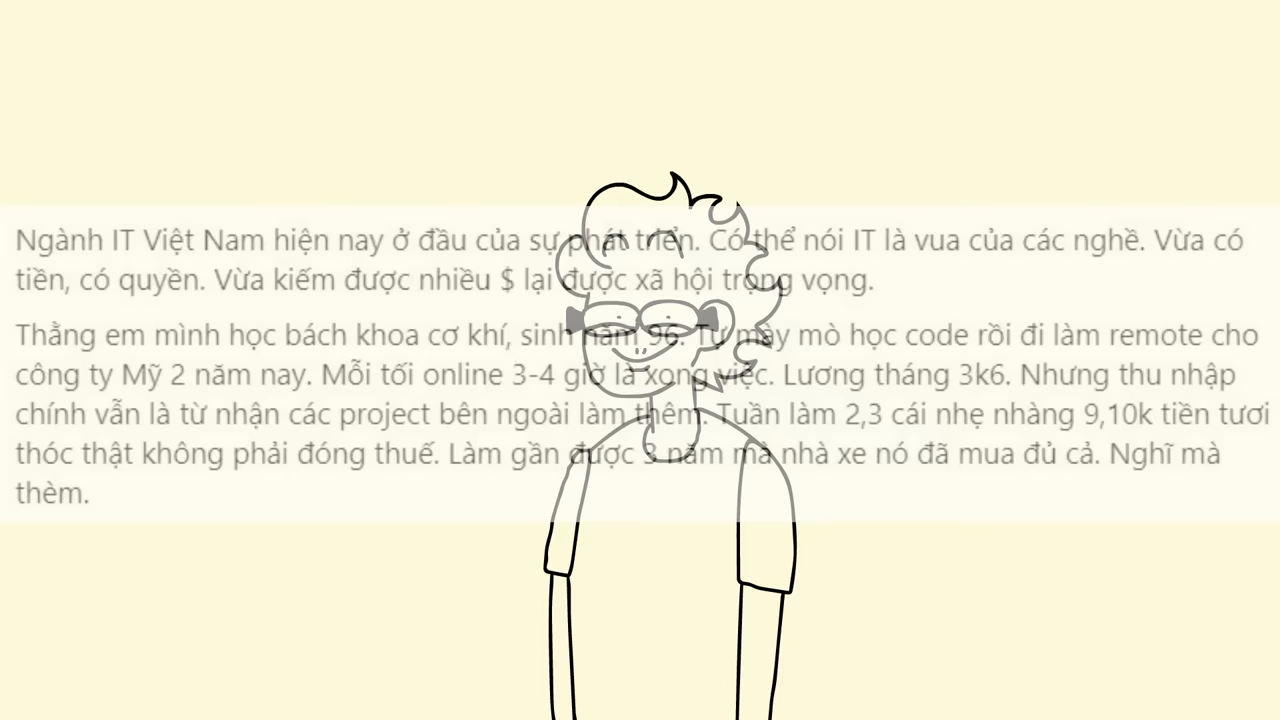 Ngành IT Việt Nam hiện nay ở đầu của sự phát triển. Có thể nói IT là vua của các nghề. Vừa có
tiền, có quyền. Vừa kiếm được nhiều $ lại được xã hội trọng vọng.
Thằng em mình học bách khoa cơ khí, sinh năm 96. Tự mày mò học code rồi đi làm remote cho
công ty Mỹ 2 năm nay. Mỗi tối online 3-4 giờ là xong việc. Lương tháng 3k6. Nhưng thu nhập
chính vẫn là từ nhận các project bên ngoài làm thêm. Tuần làm 2,3 cái nhẹ nhàng 9,10k tiền tươi
thóc thật không phải đóng thuế. Làm gần được 3 năm mà nhà xe nó đã mua đủ cả. Nghĩ mà
thèm.